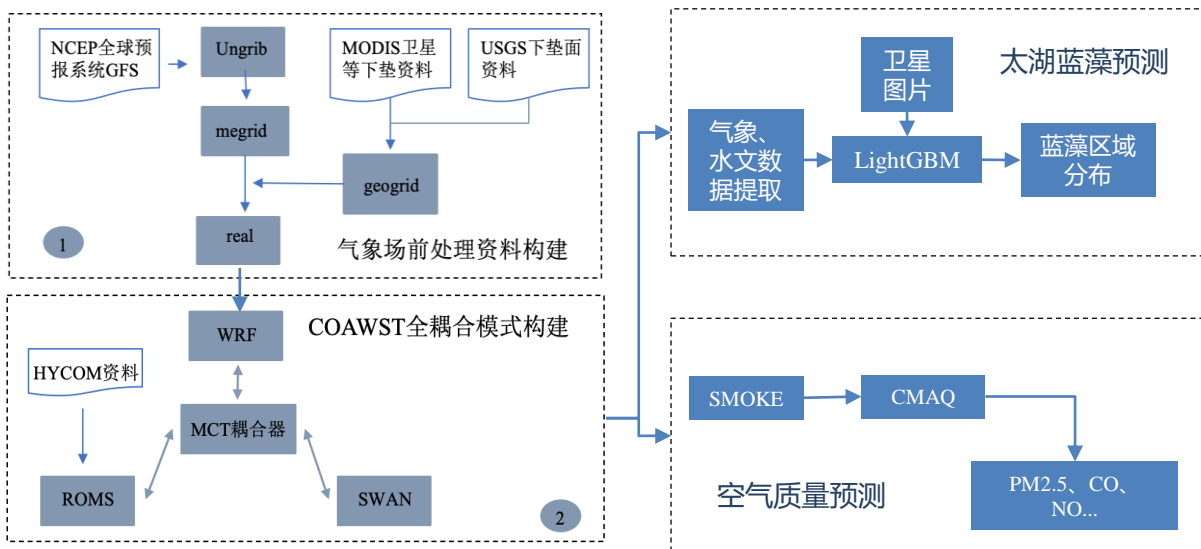 NCEP全球预
报系统GFS
Ungrib
MODIS卫星
等下垫资料
USGS下垫面
资料
megrid
geogrid
real
1
气象场前处理资料构建
WRF
COAWST全耦合模式构建
HYCOM资料
MCT耦合器
ROMS
SWAN
2
卫星
图片
太湖蓝藻预测
气象、
水文数
据提取
LightGBM
蓝藻区域
分布
SMOKE
CMAQ
空气质量预测
PM2.5、CO、
NO...